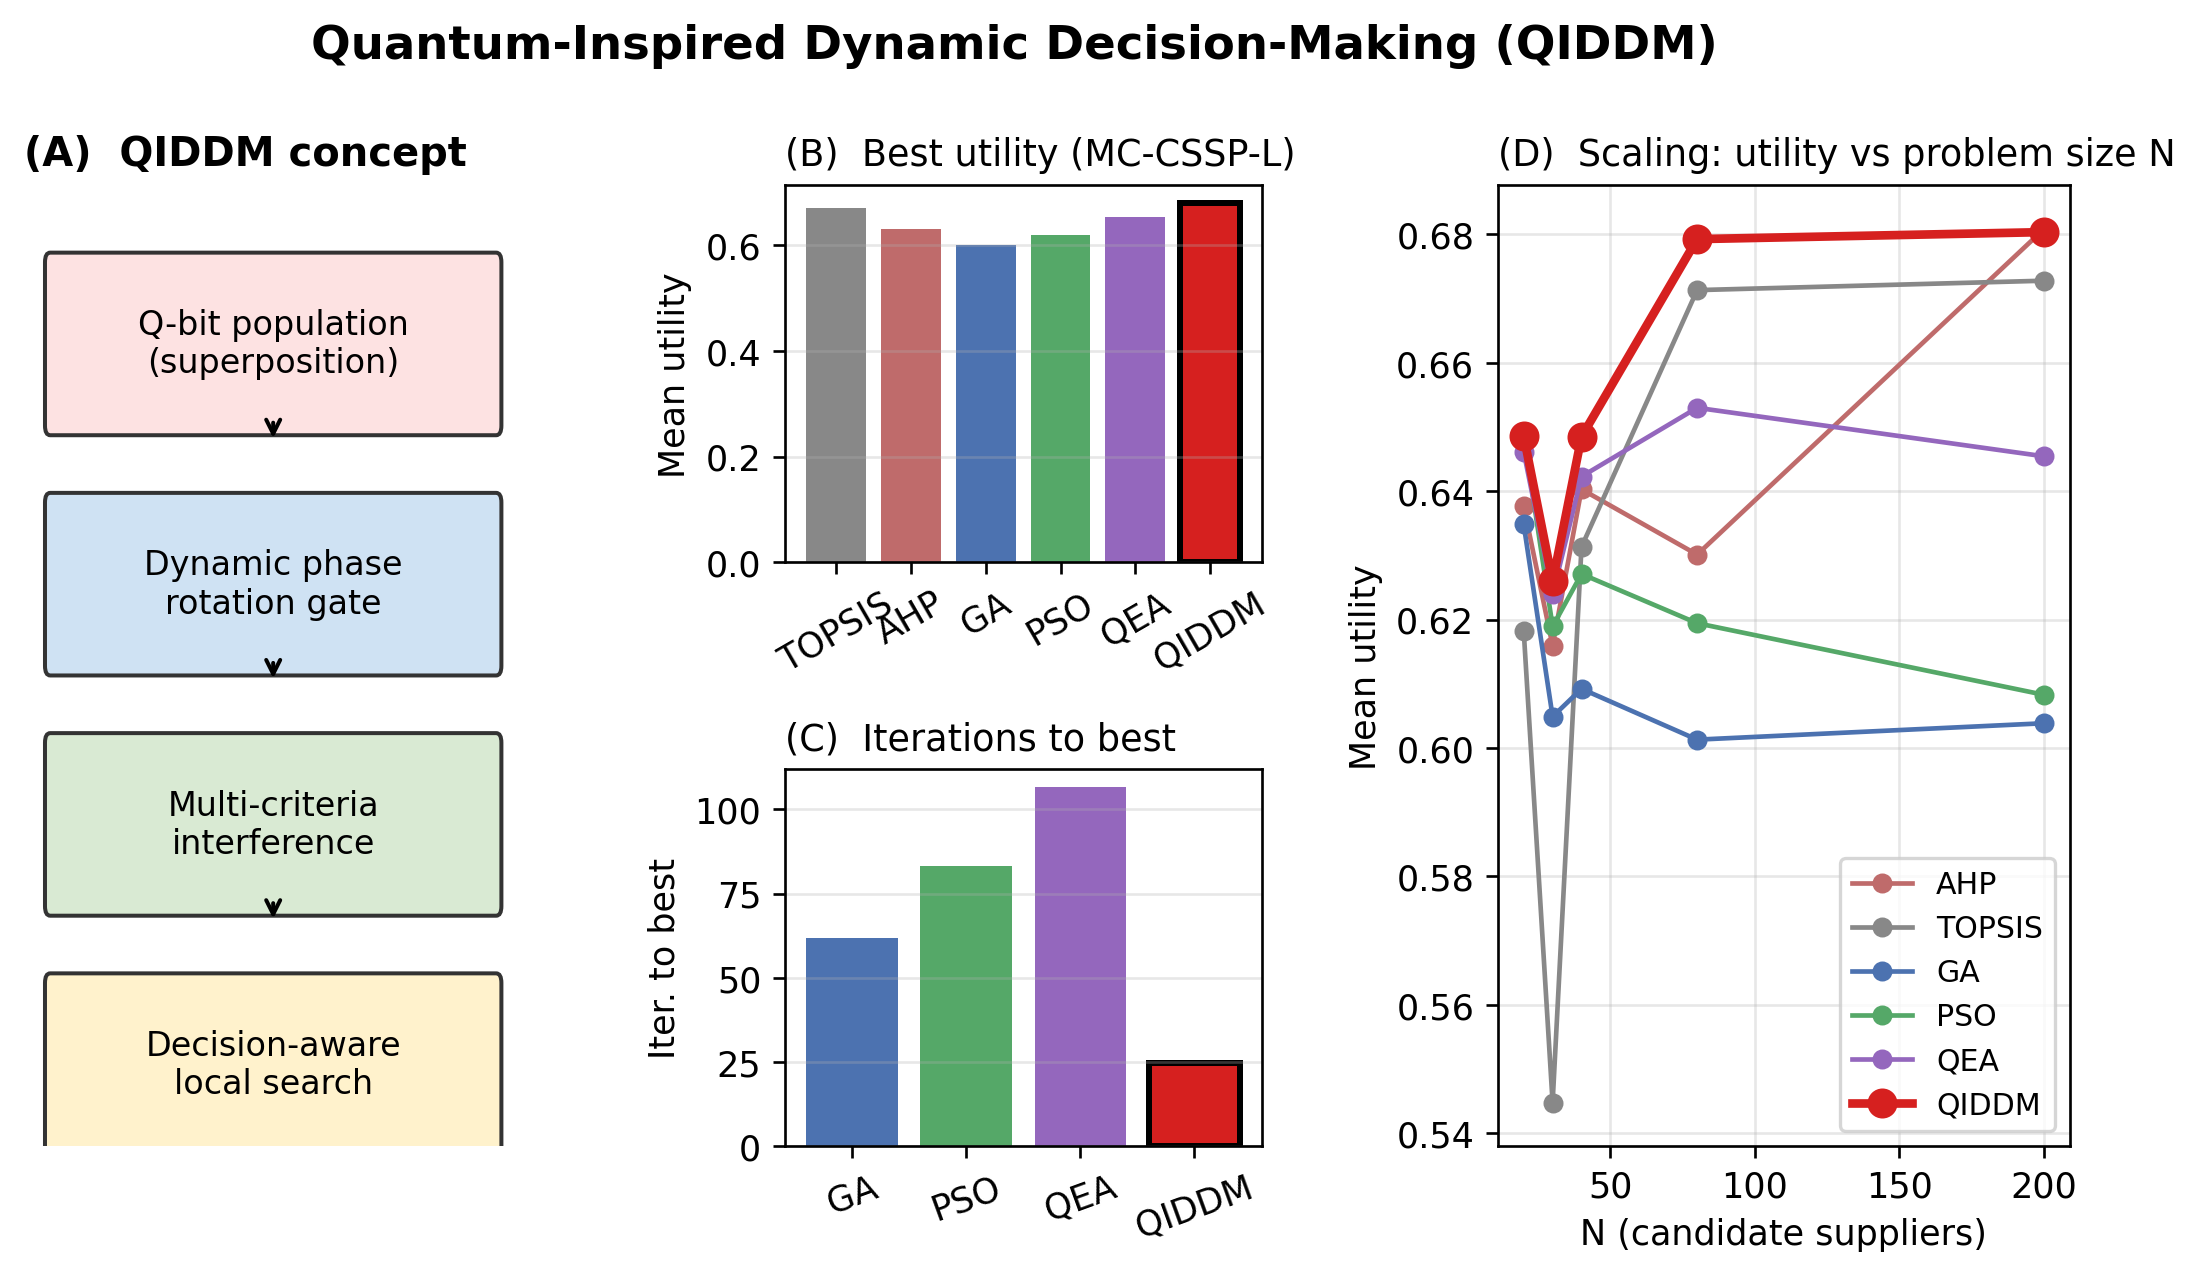 Quantum-Inspired Dynamic Decision-Making (QIDDM)
(A)  QIDDM concept
Q-bit population
(superposition)
Dynamic phase
rotation gate
Multi-criteria
interference
Decision-aware
local search
(B)  Best utility (MC-CSSP-L)
Mean utility
0.6
0.4
0.2
0.0
TOPSIS
AHP
GA
PSO
QEA
QIDDM
(C)  Iterations to best
Iter. to best
100
75
50
25
0
GA
PSO
QEA
QIDDM
(D)  Scaling: utility vs problem size N
Mean utility
0.68
0.66
0.64
0.62
0.60
0.58
0.56
0.54
50
100
150
200
N (candidate suppliers)
AHP
TOPSIS
GA
PSO
QEA
QIDDM